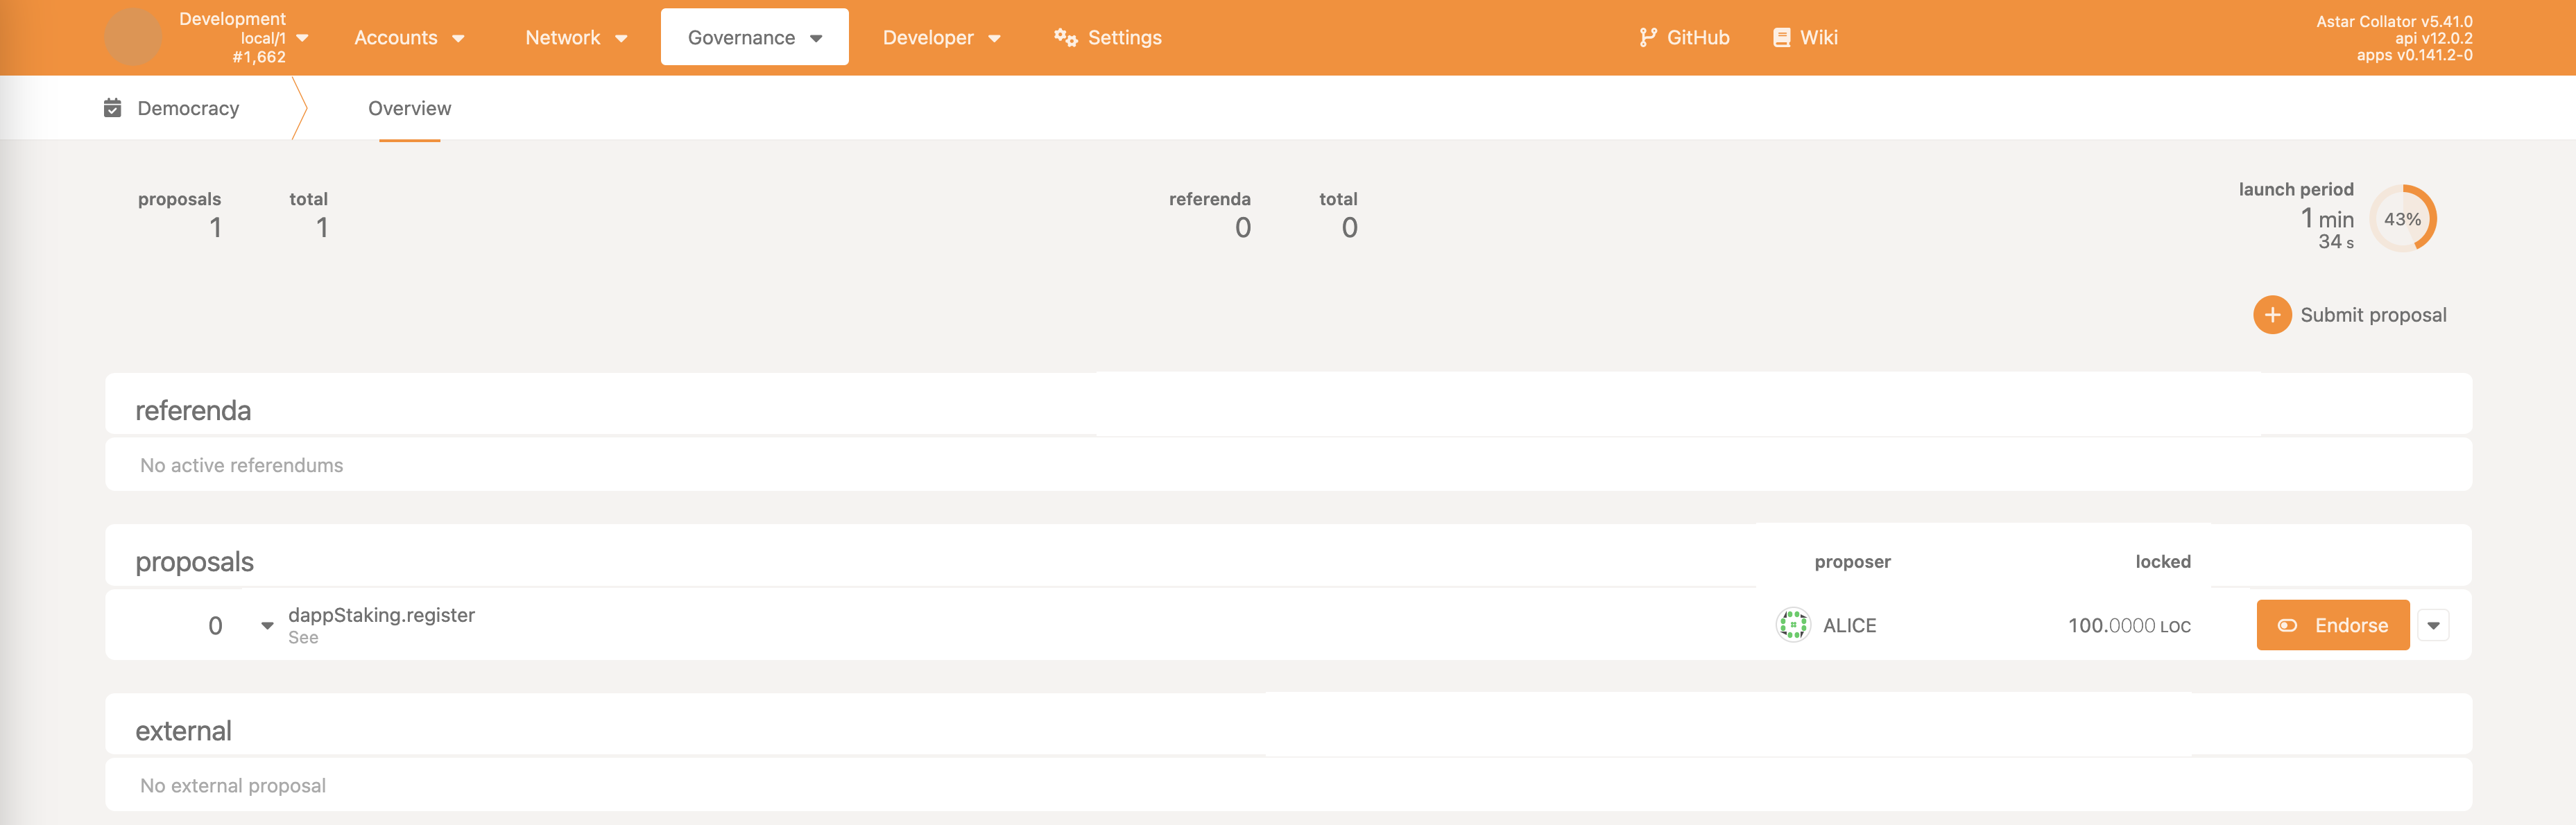 Development
local/1
#1,662
Accounts
Network
Governance
Developer
Settings
GitHub
Wiki
Astar Collator v5.41.0
api v12.0.2
apps v0.141.2-0
Democracy
Overview
proposals
1
total
1
referenda
0
total
0
launch period
1 min
34 s
43%
Submit proposal
referenda
No active referendums
proposals
proposer
locked
0
dappStaking.register
See
ALICE
100.0000 LOC
Endorse
external
No external proposal